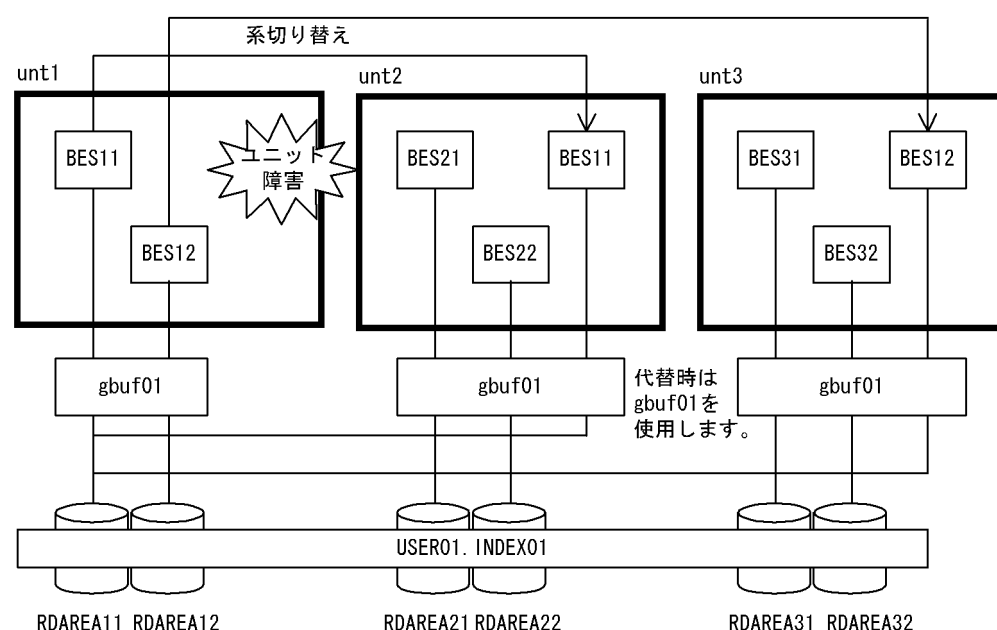 系切り替え
unt1
unt2
unt3
BES11
ユニット
障害
BES21
BES11
BES31
BES12
BES12
BES22
BES32
gbuf01
gbuf01
代替時は
gbuf01を
使用します。
gbuf01
USER01.INDEX01
RDAREA11 RDAREA12
RDAREA21 RDAREA22
RDAREA31 RDAREA32